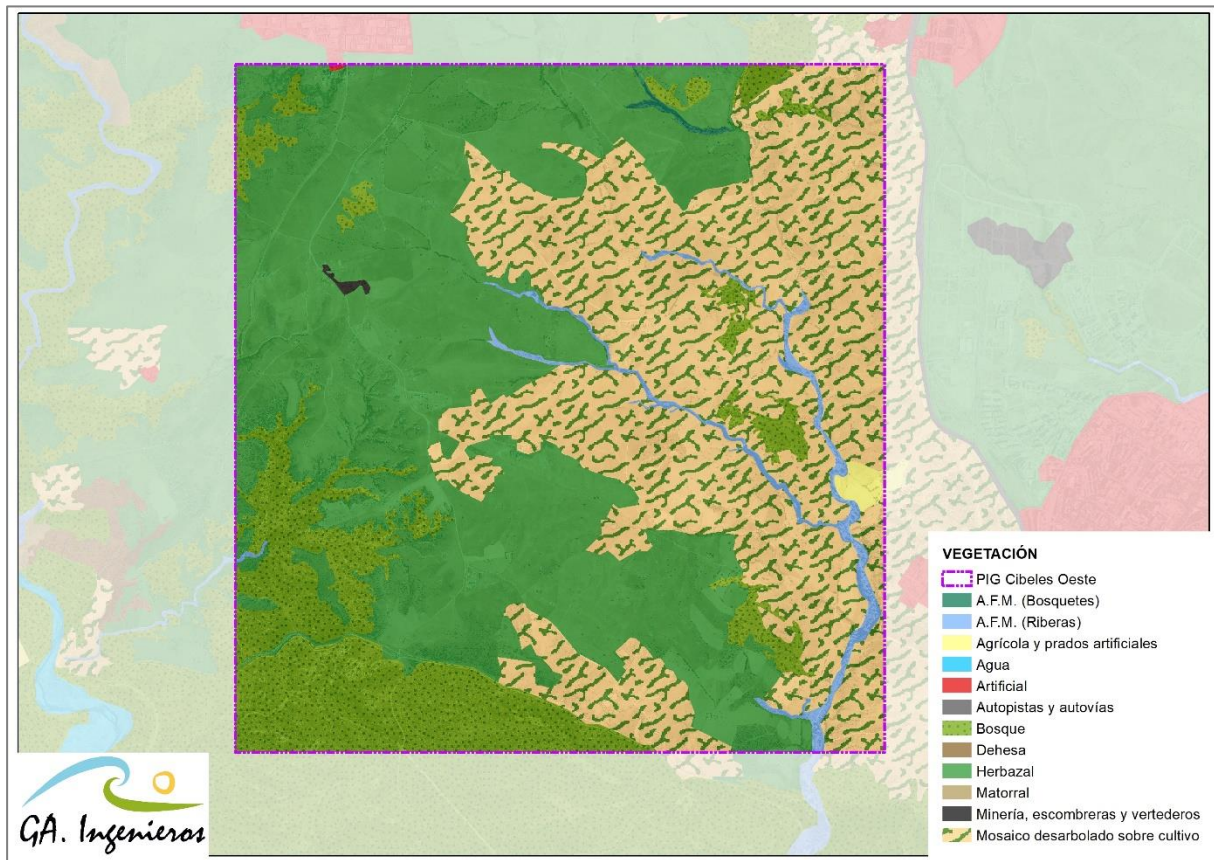 VEGETACIÓN
PIG Cibeles Oeste
A.F.M. (Bosquetes)
A.F.M. (Riberas)
Agrícola y prados artificiales
Agua
Artificial
Autopistas y autovías
Bosque
Dehesa
Herbazal
Matorral
Minería, escombreras y vertederos
Mosaico desarbolado sobre cultivo
GA. Ingenieros